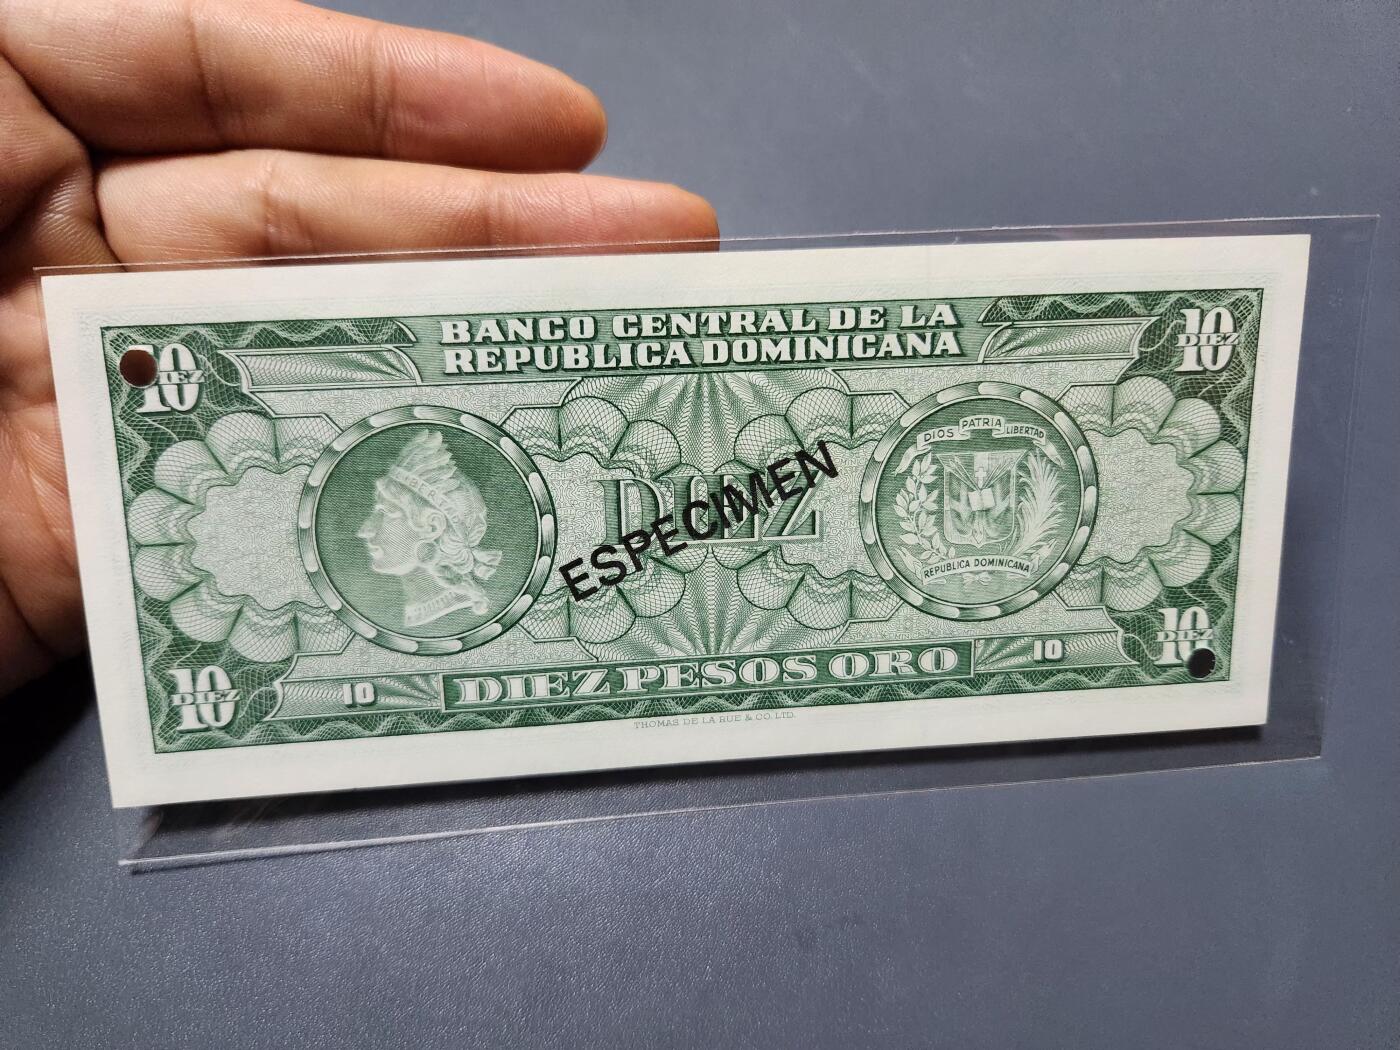 BANCO CENTRAL DE LA
REPUBLICA DOMINICANA
10
DIEZ
10
DIEZ
DIOS PATRIA LIBERTAD
DIEZ
ESPECIMEN
REPUBLICA DOMINICANA
10
DIEZ
10
DIEZ
10
DIEZ PESOS ORO
10
THOMAS DE LA RUE & CO. LTD.